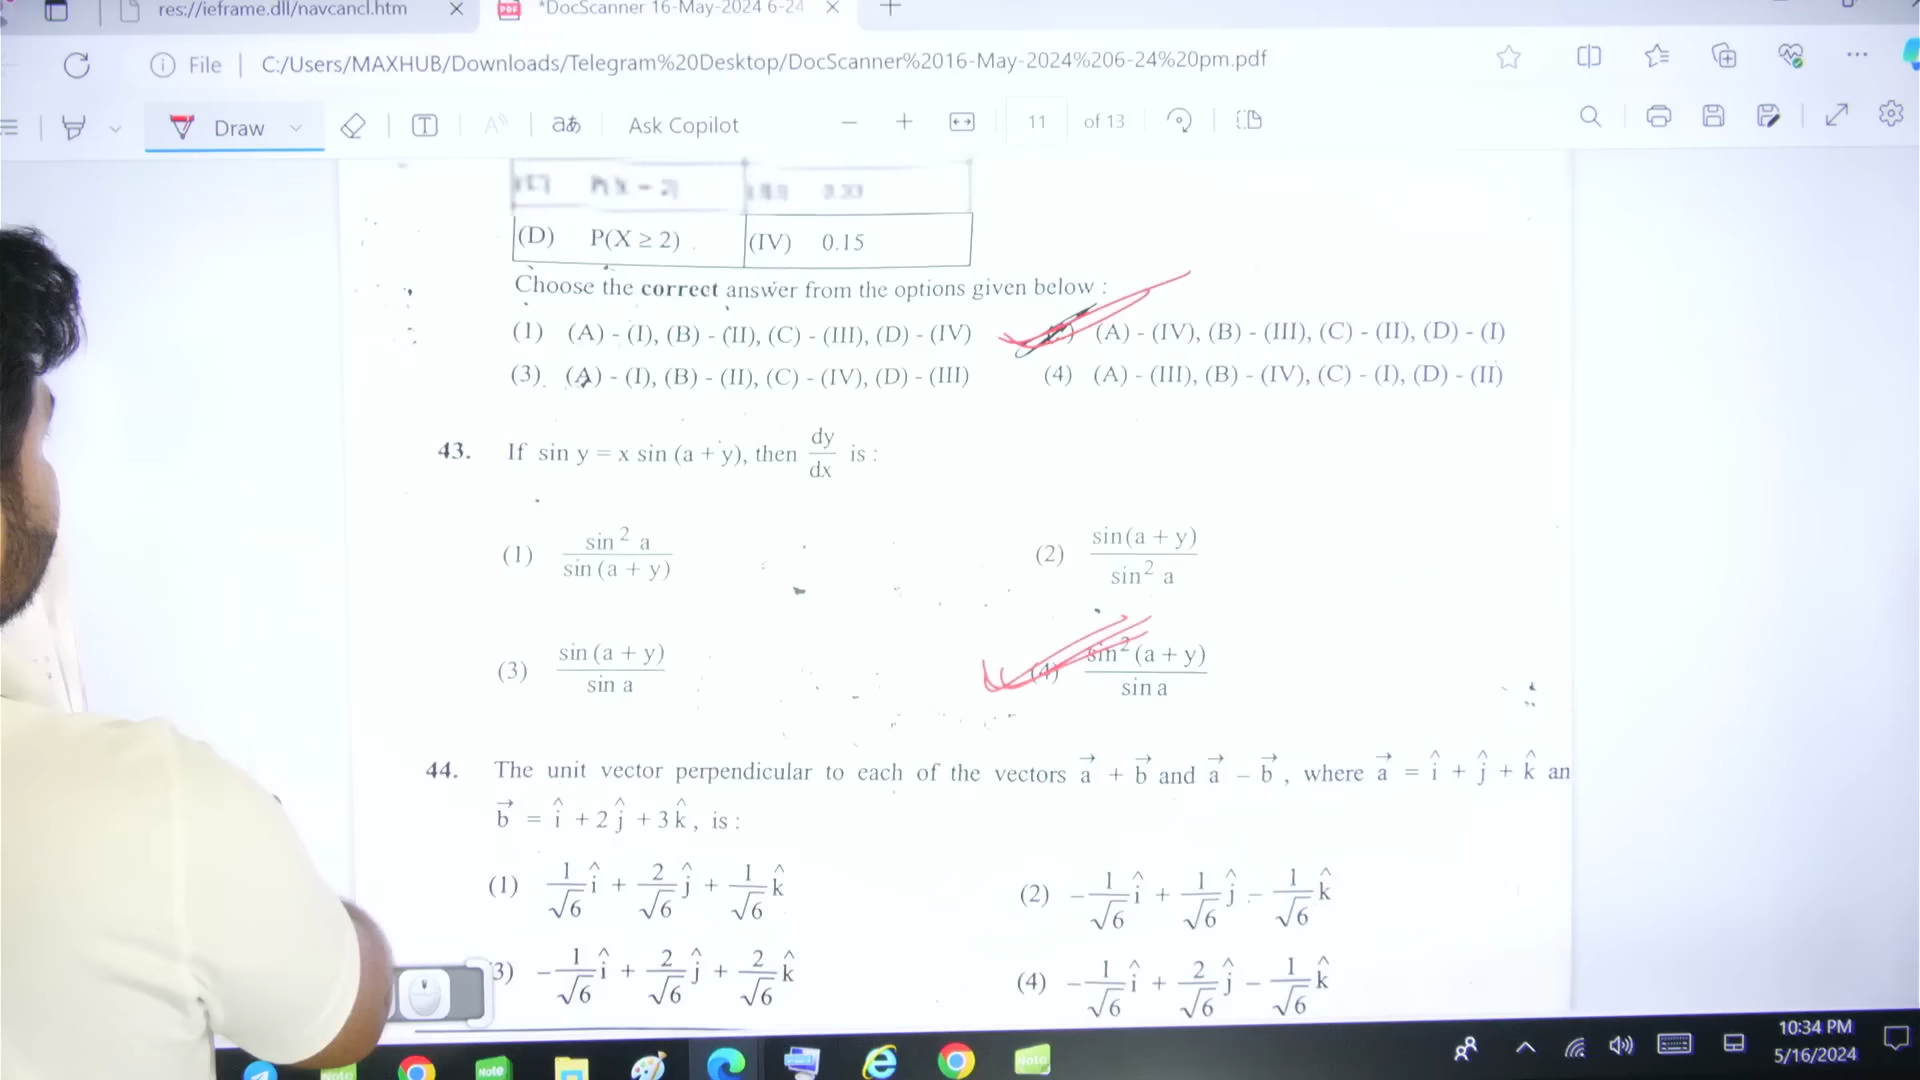 res://ieframe.dll/navcancl.htm
*DocScanner 16-May-2024 6-24
File
C:/Users/MAXHUB/Downloads/Telegram%20Desktop/DocScanner%2016-May-2024%206-24%20pm.pdf
Draw
Ask Copilot
11 of 13
(D) P(X ≥ 2) (IV) 0.15
Choose the correct answer from the options given below :
(1) (A) - (I), (B) - (II), (C) - (III), (D) - (IV)
(A) - (IV), (B) - (III), (C) - (II), (D) - (I)
(3) (A) - (I), (B) - (II), (C) - (IV), (D) - (III)
(4) (A) - (III), (B) - (IV), (C) - (I), (D) - (II)
43. If sin y = x sin (a + y), then dy/dx is :
(1) sin² a / sin (a + y)
(2) sin(a + y) / sin² a
(3) sin (a + y) / sin a
(4) sin² (a + y) / sin a
44. The unit vector perpendicular to each of the vectors a⃗ + b⃗ and a⃗ − b⃗, where a⃗ = î + ĵ + k̂ an
b⃗ = î + 2ĵ + 3k̂, is :
(1) 1/√6 î + 2/√6 ĵ + 1/√6 k̂
(2) −1/√6 î + 1/√6 ĵ − 1/√6 k̂
3) −1/√6 î + 2/√6 ĵ + 2/√6 k̂
(4) −1/√6 î + 2/√6 ĵ − 1/√6 k̂
10:34 PM
5/16/2024